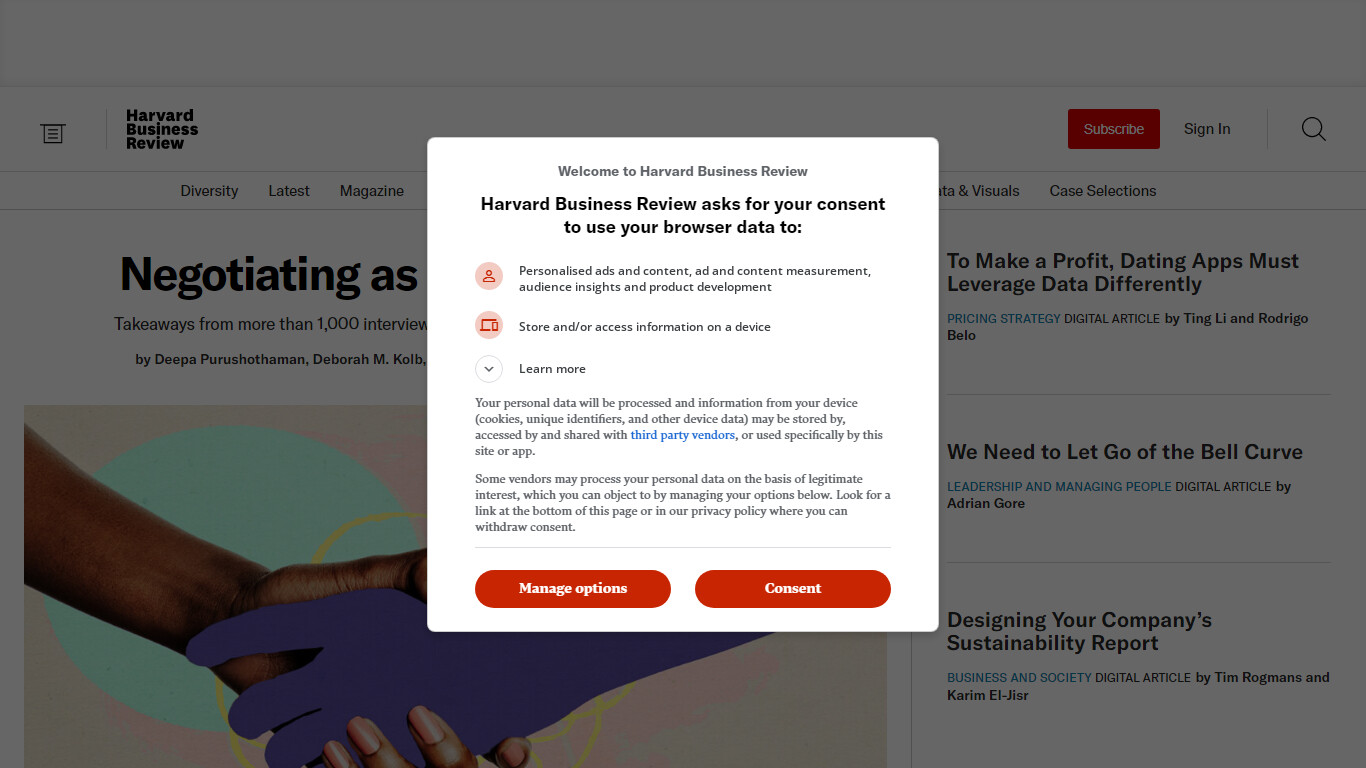 Harvard
Business
Review
Subscribe
Sign In
Diversity
Latest
Magazine
& Visuals
Case Selections
Negotiating as
Takeaways from more than 1,000
by Deepa Purushothaman, Deborah M. Kolb,
To Make a Profit, Dating Apps Must
Leverage Data Differently
PRICING STRATEGY DIGITAL ARTICLE by Ting Li and Rodrigo
Belo
We Need to Let Go of the Bell Curve
LEADERSHIP AND MANAGING PEOPLE DIGITAL ARTICLE by
Adrian Gore
Designing Your Company’s
Sustainability Report
BUSINESS AND SOCIETY DIGITAL ARTICLE by Tim Rogmans and
Karim El-Jisr
Welcome to Harvard Business Review
Harvard Business Review asks for your consent
to use your browser data to:
Personalised ads and content, ad and content measurement,
audience insights and product development
Store and/or access information on a device
Learn more
Your personal data will be processed and information from your device
(cookies, unique identifiers, and other device data) may be stored by,
accessed by and shared with third party vendors, or used specifically by this
site or app.
Some vendors may process your personal data on the basis of legitimate
interest, which you can object to by managing your options below. Look for a
link at the bottom of this page or in our privacy policy where you can
withdraw consent.
Manage options
Consent